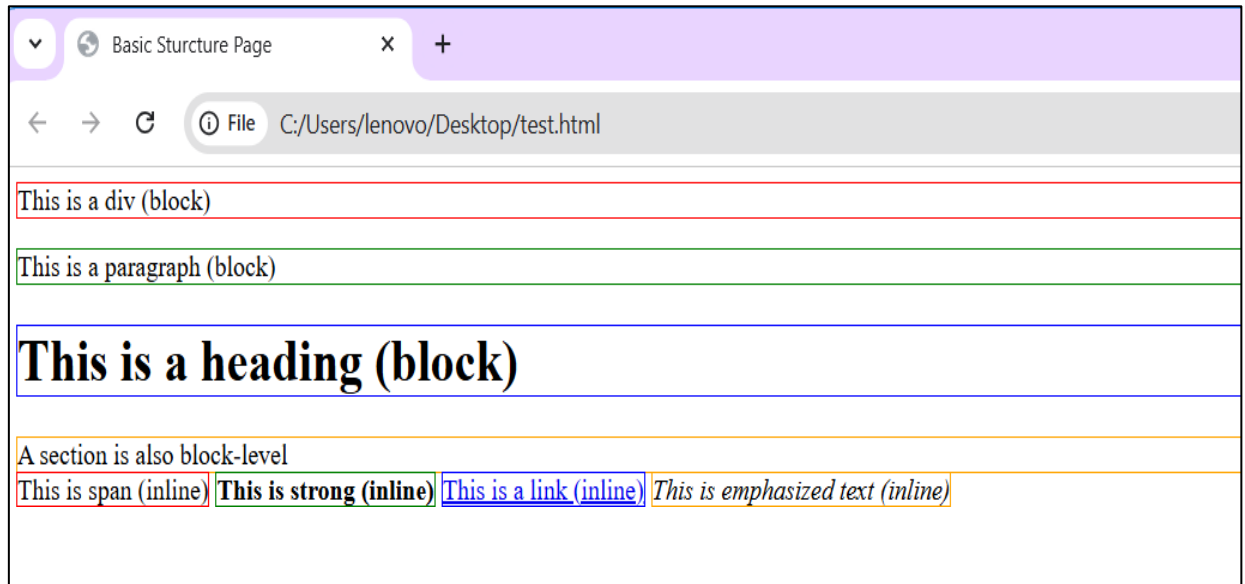 Basic Sturcture Page
File C:/Users/lenovo/Desktop/test.html
This is a div (block)
This is a paragraph (block)
This is a heading (block)
A section is also block-level
This is span (inline) This is strong (inline) This is a link (inline) This is emphasized text (inline)